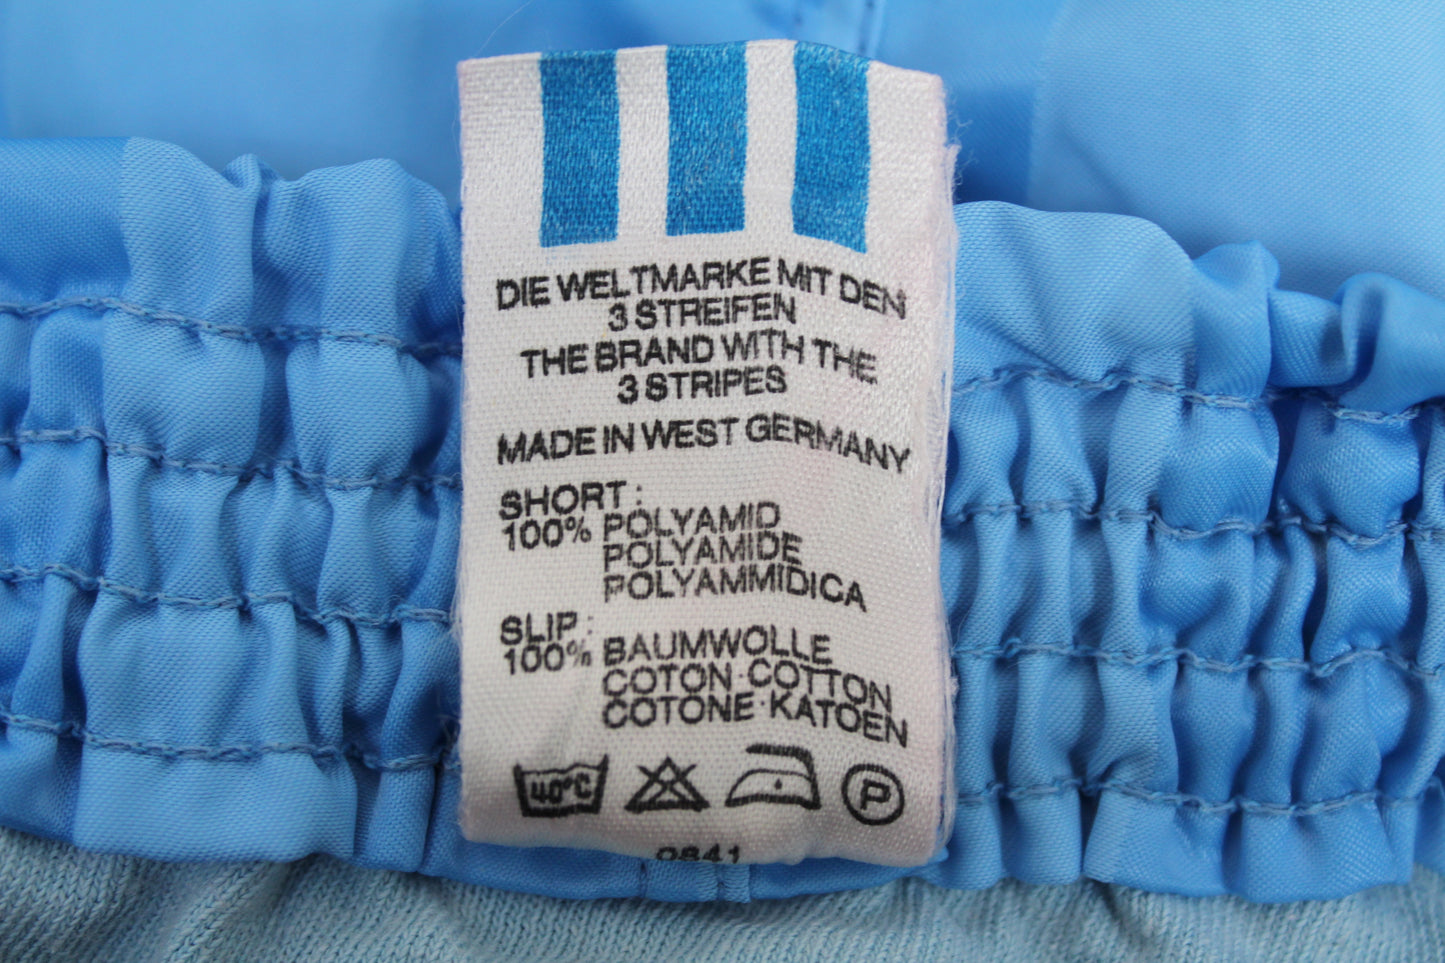 DIE WELTMARKE MIT DEN
3 STREIFEN
THE BRAND WITH THE
3 STRIPES
MADE IN WEST GERMANY
SHORT :
100% POLYAMID
POLYAMIDE
POLYAMMIDICA
SLIP :
100% BAUMWOLLE
COTON · COTTON
COTONE · KATOEN
40°C
P